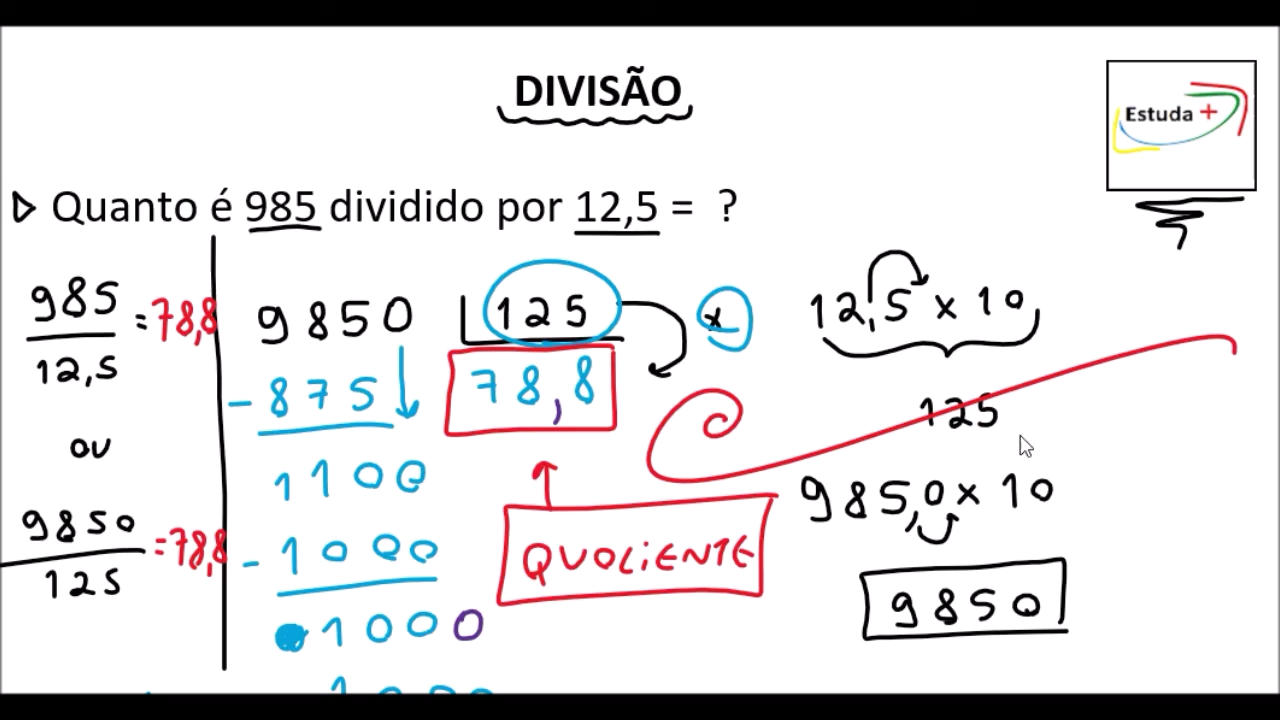 DIVISÃO
Estuda +
Quanto é 985 dividido por 12,5 = ?
985
12,5
= 78,8
ou
9850
125
= 78,8
9850
125
- 875
78,8
1100
- 1000
1000 0
QUOCIENTE
x
12,5 x 10
125
985,0 x 10
9850